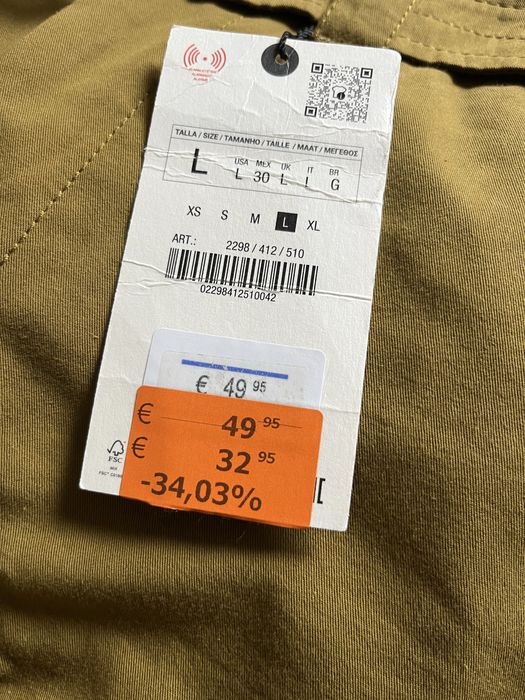 TALLA / SIZE / TAMANHO / TAILLE / MAAT / ΜΕΓΕΘΟΣ
L USA L MEX 30 UK L IT L BR G
XS S M L XL
ART.: 2298 / 412 / 510
02298412510042
€ 49 95
€ 49 95
€ 32 95
-34,03%
FSC
MIX